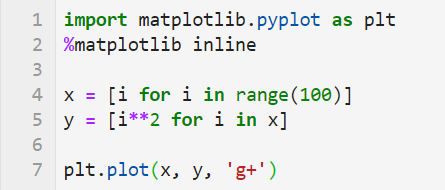 1 import matplotlib.pyplot as plt
2 %matplotlib inline
3
4 x = [i for i in range(100)]
5 y = [i**2 for i in x]
6
7 plt.plot(x, y, 'g+')